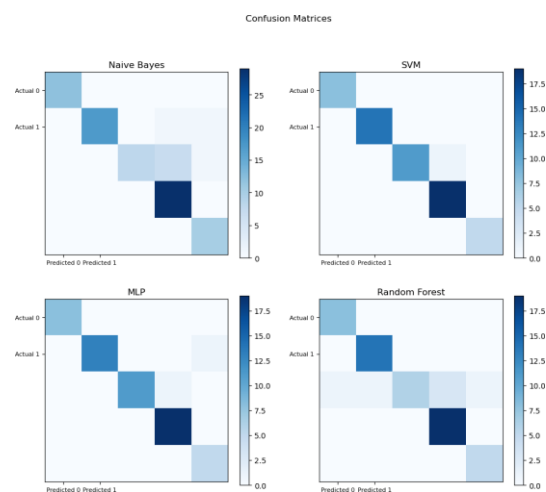 Confusion Matrices
Naive Bayes
Actual 0
Actual 1
Predicted 0 Predicted 1
25
20
15
10
5
0
SVM
Actual 0
Actual 1
Predicted 0 Predicted 1
17.5
15.0
12.5
10.0
7.5
5.0
2.5
0.0
MLP
Actual 0
Actual 1
Predicted 0 Predicted 1
17.5
15.0
12.5
10.0
7.5
5.0
2.5
0.0
Random Forest
Actual 0
Actual 1
Predicted 0 Predicted 1
17.5
15.0
12.5
10.0
7.5
5.0
2.5
0.0